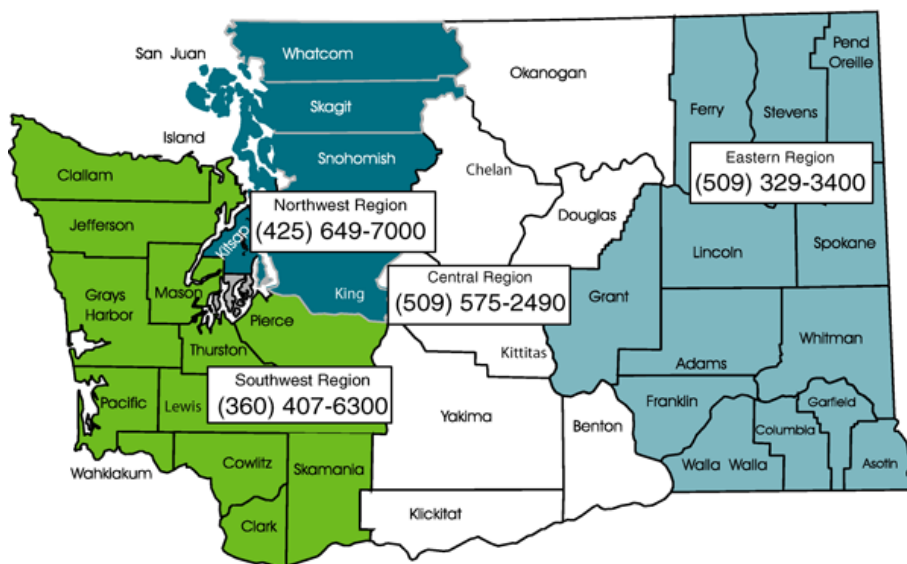 Pend
Oreille
San Juan
Whatcom
Okanogan
Skagit
Ferry
Stevens
Island
Snohomish
Eastern Region
(509) 329-3400
Chelan
Clallam
Northwest Region
(425) 649-7000
Jefferson
Douglas
Kitsap
Lincoln
Spokane
Central Region
(509) 575-2490
Mason
King
Grays
Harbor
Grant
Pierce
Whitman
Thurston
Kittitas
Adams
Southwest Region
(360) 407-6300
Pacific
Lewis
Yakima
Franklin
Garfield
Benton
Columbia
Wahkiakum
Cowlitz
Skamania
Walla Walla
Asotin
Klickitat
Clark